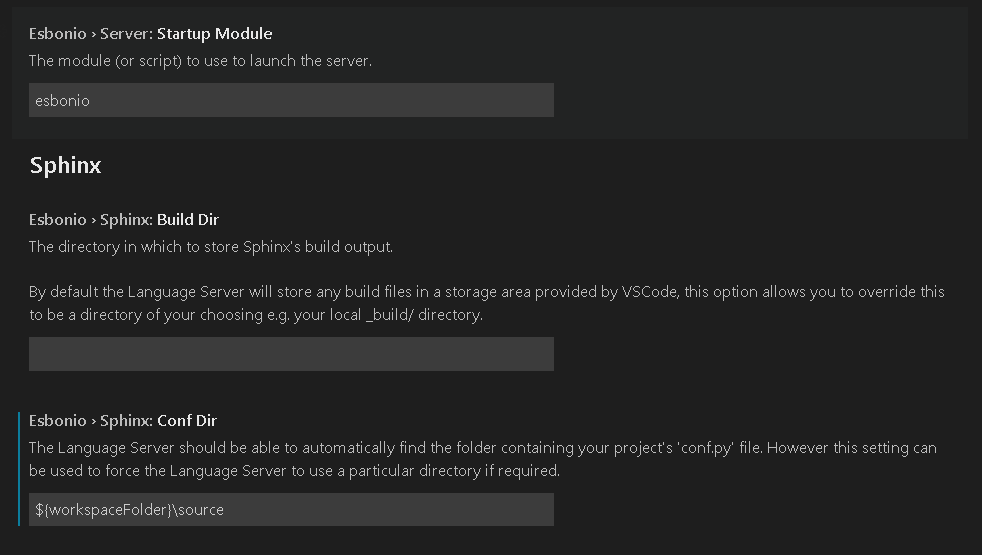 Esbonio › Server: Startup Module
The module (or script) to use to launch the server.
esbonio
Sphinx
Esbonio › Sphinx: Build Dir
The directory in which to store Sphinx's build output.
By default the Language Server will store any build files in a storage area provided by VSCode, this option allows you to override this
to be a directory of your choosing e.g. your local _build/ directory.
Esbonio › Sphinx: Conf Dir
The Language Server should be able to automatically find the folder containing your project's 'conf.py' file. However this setting can
be used to force the Language Server to use a particular directory if required.
${workspaceFolder}\source